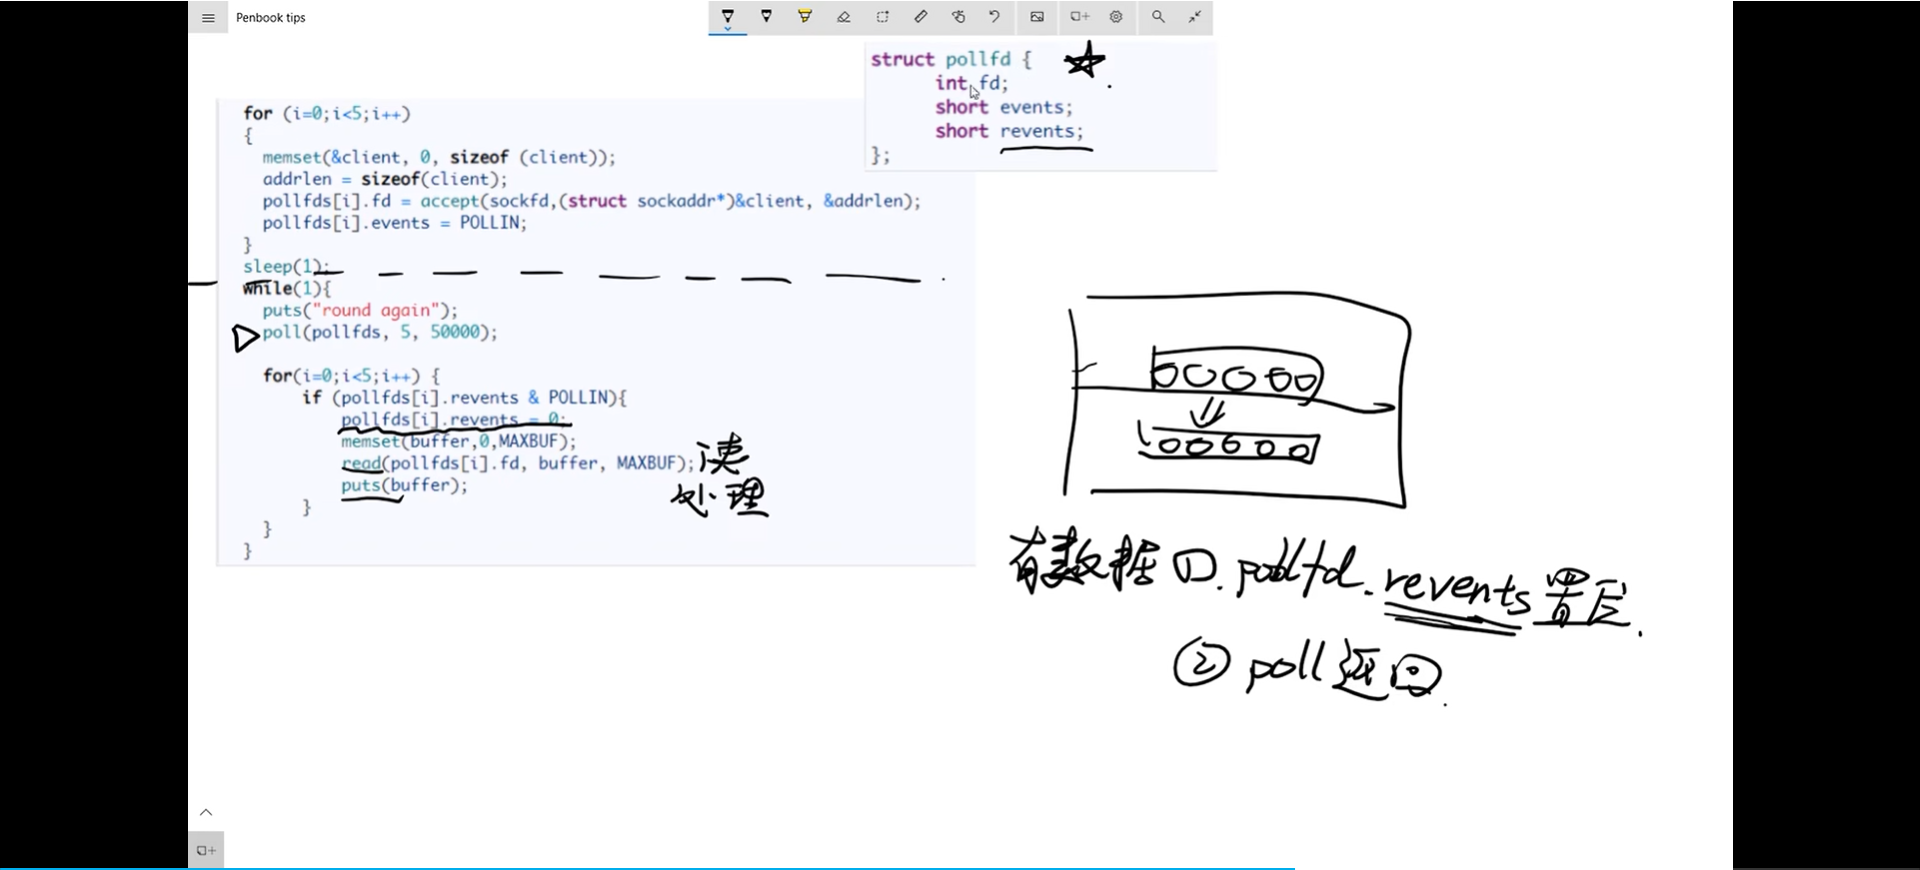 Penbook tips
struct pollfd {
int fd;
short events;
short revents;
};
for (i=0;i<5;i++)
{
memset(&client, 0, sizeof (client));
addrlen = sizeof(client);
pollfds[i].fd = accept(sockfd,(struct sockaddr*)&client, &addrlen);
pollfds[i].events = POLLIN;
}
sleep(1);
while(1){
puts("round again");
poll(pollfds, 5, 50000);
for(i=0;i<5;i++) {
if (pollfds[i].revents & POLLIN){
pollfds[i].revents = 0;
memset(buffer,0,MAXBUF);
read(pollfds[i].fd, buffer, MAXBUF); 读
puts(buffer); 处理
}
}
}
00000
00000
有数据 ①. pollfd. revents 置位.
② poll 返回.